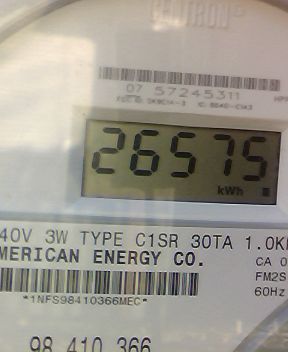 CENTRON®
07 57245311
26575
kWh
40V 3W TYPE C1SR 30TA 1.0K
MERICAN ENERGY CO.
CA 0
FM2S
60Hz
*1NFS98410366MEC*
98 410 366